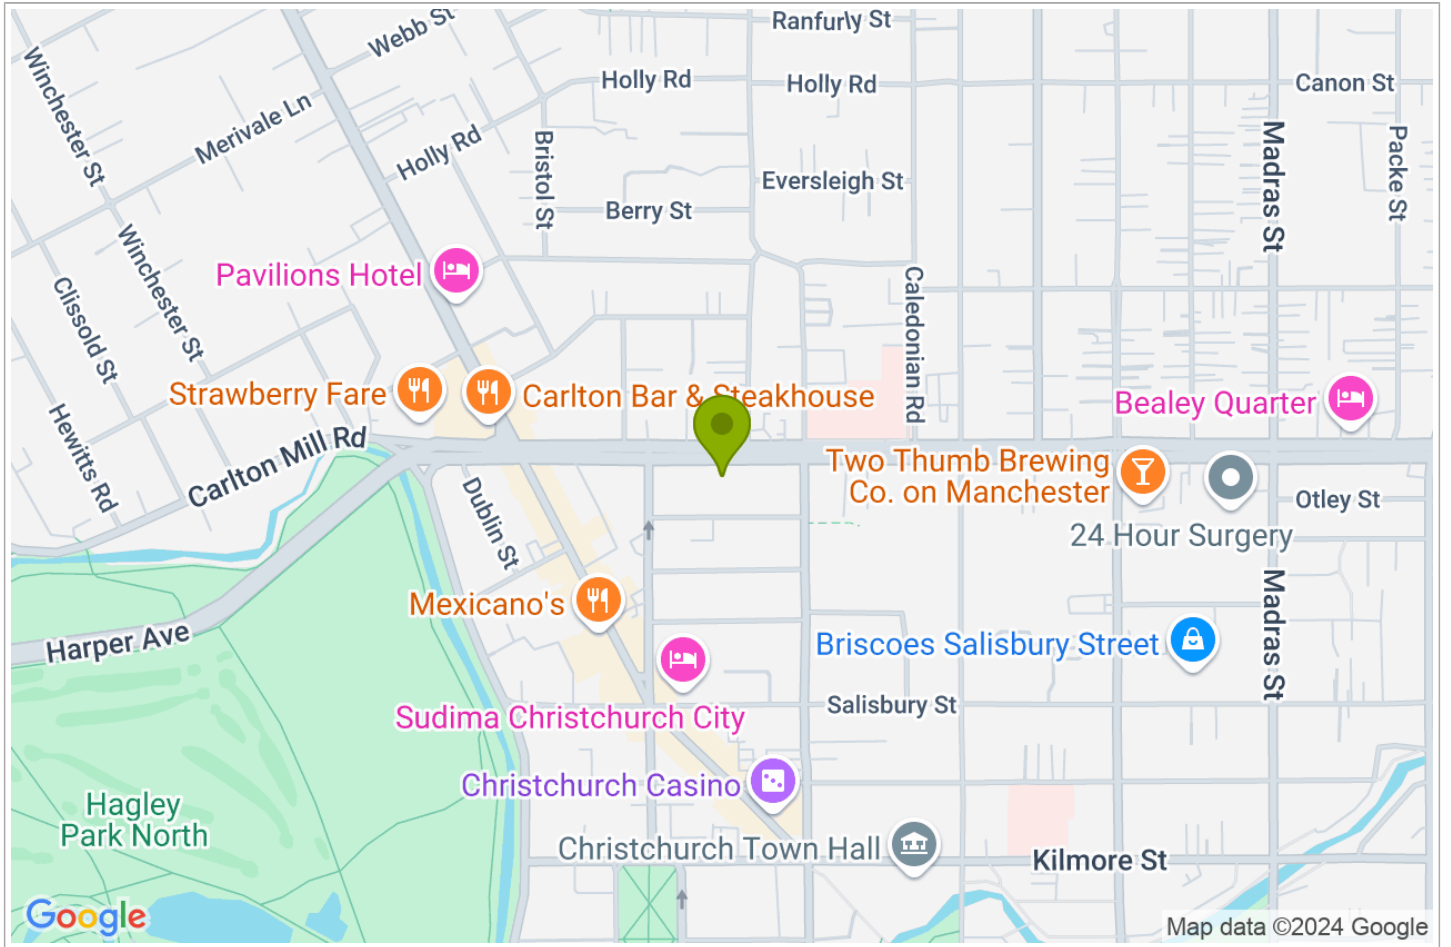 Ranfurly St
Webb St
Winchester St
Holly Rd
Holly Rd
Canon St
Merivale Ln
Holly Rd
Bristol St
Madras St
Packe St
Eversleigh St
Berry St
Winchester St
Pavilions Hotel
Clissold St
Caledonian Rd
Strawberry Fare
Carlton Bar & Steakhouse
Bealey Quarter
Hewitts Rd
Carlton Mill Rd
Two Thumb Brewing
Co. on Manchester
Otley St
Dublin St
24 Hour Surgery
Mexicano's
Harper Ave
Briscoes Salisbury Street
Madras St
Salisbury St
Sudima Christchurch City
Christchurch Casino
Hagley
Park North
Christchurch Town Hall
Kilmore St
Google
Map data ©2024 Google